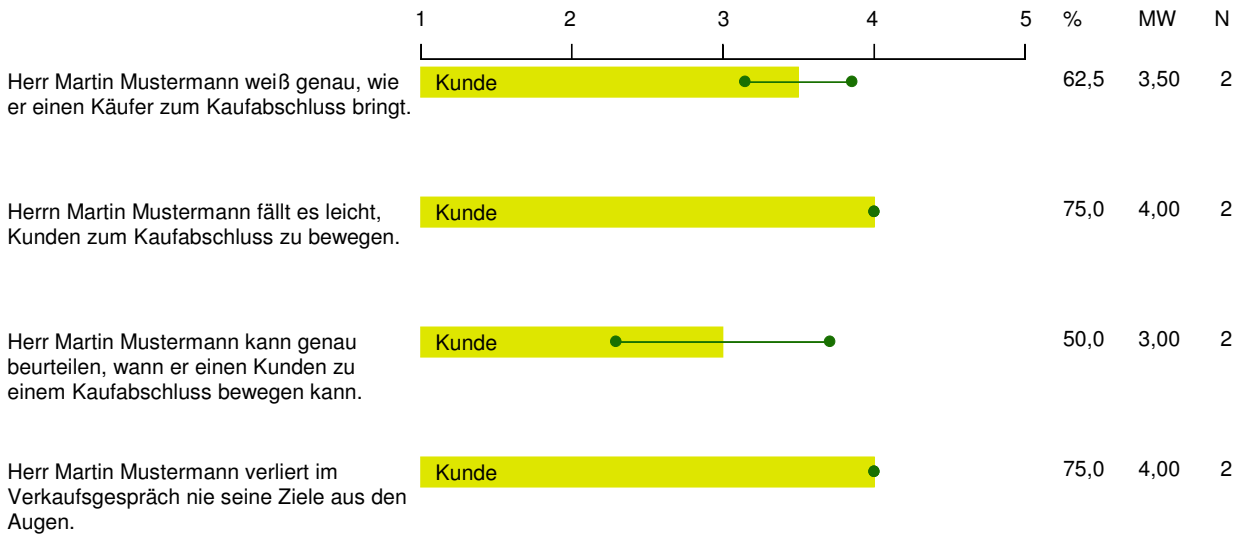 1 2 3 4 5 % MW N
Herr Martin Mustermann weiß genau, wie
er einen Käufer zum Kaufabschluss bringt.
Kunde 62,5 3,50 2
Herrn Martin Mustermann fällt es leicht,
Kunden zum Kaufabschluss zu bewegen.
Kunde 75,0 4,00 2
Herr Martin Mustermann kann genau
beurteilen, wann er einen Kunden zu
einem Kaufabschluss bewegen kann.
Kunde 50,0 3,00 2
Herr Martin Mustermann verliert im
Verkaufsgespräch nie seine Ziele aus den
Augen.
Kunde 75,0 4,00 2